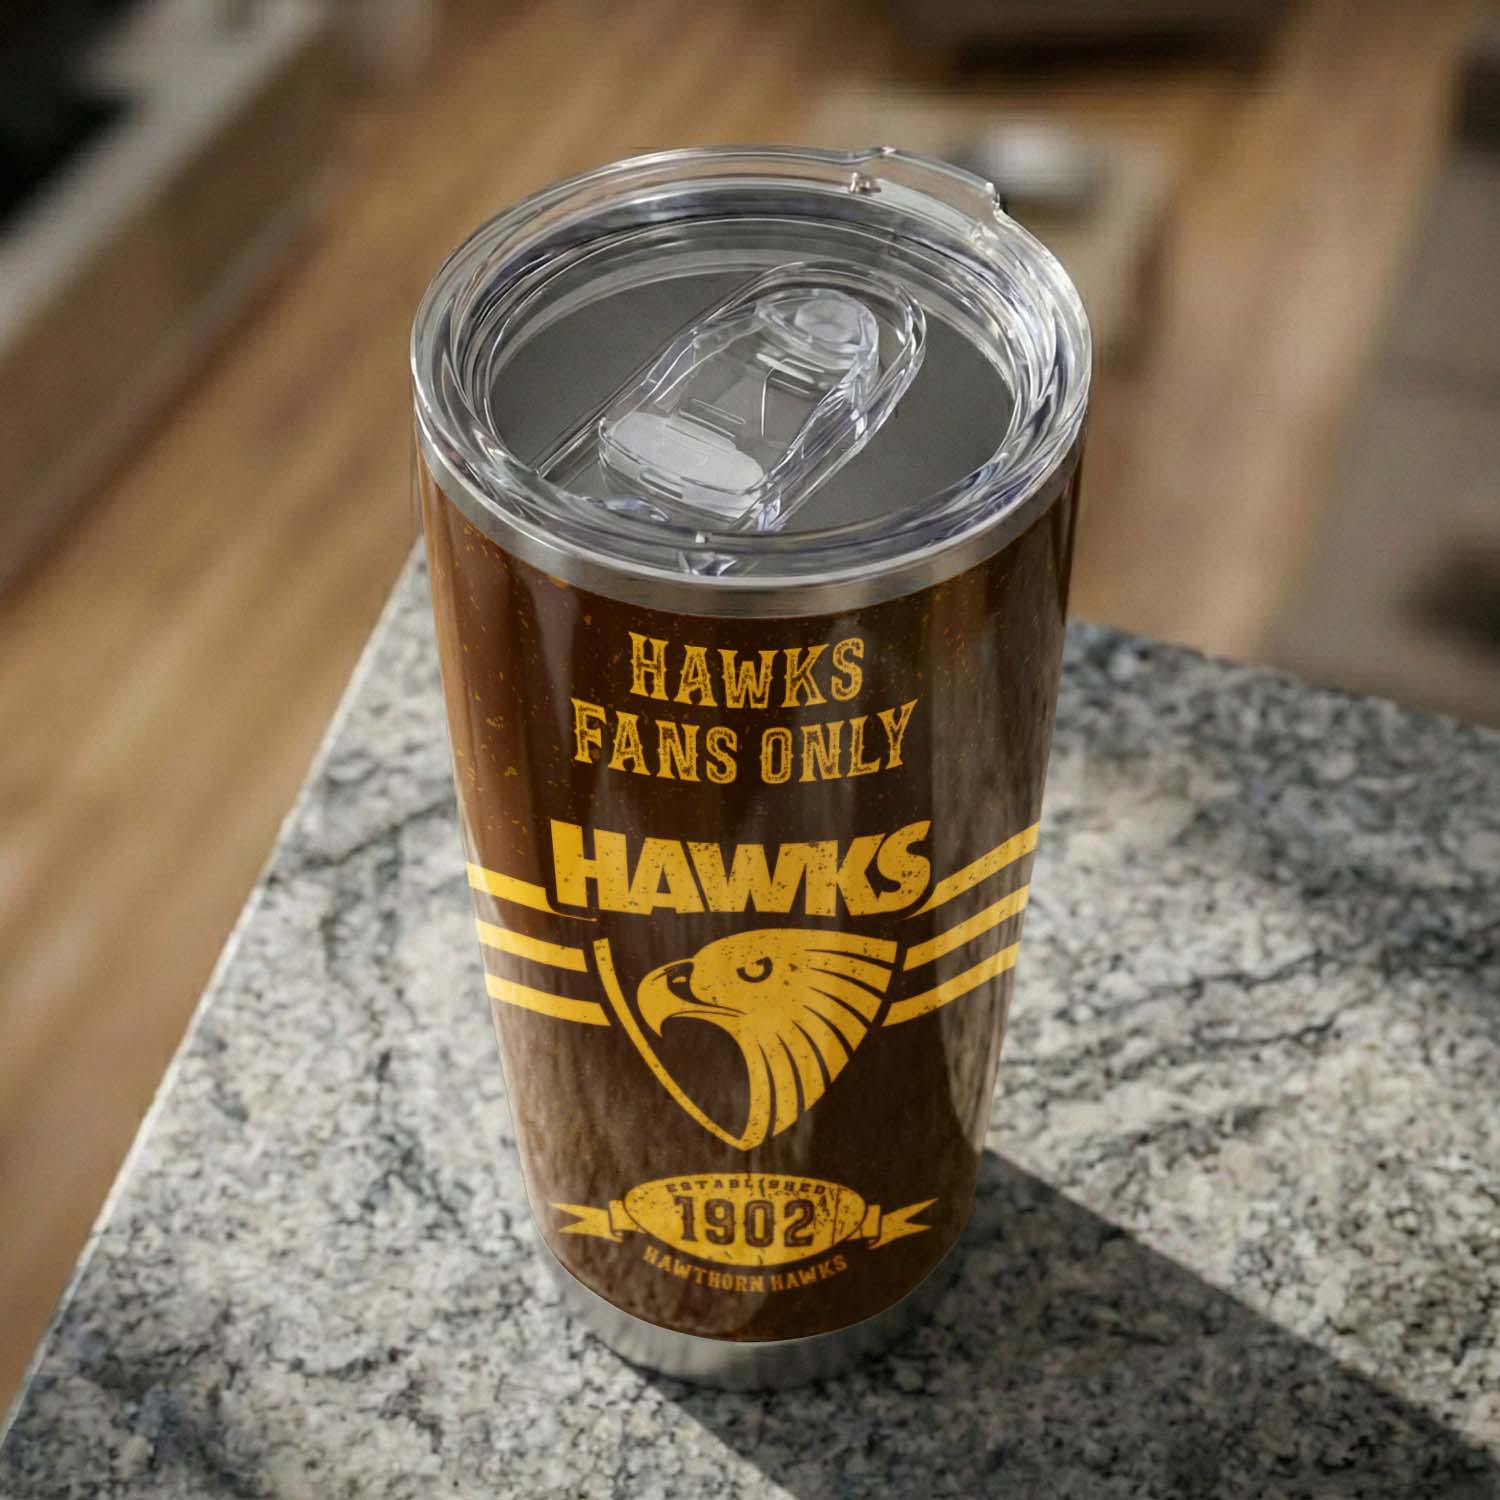 HAWKS
FANS ONLY
HAWKS
ESTABLISHED
1902
HAWTHORN HAWKS